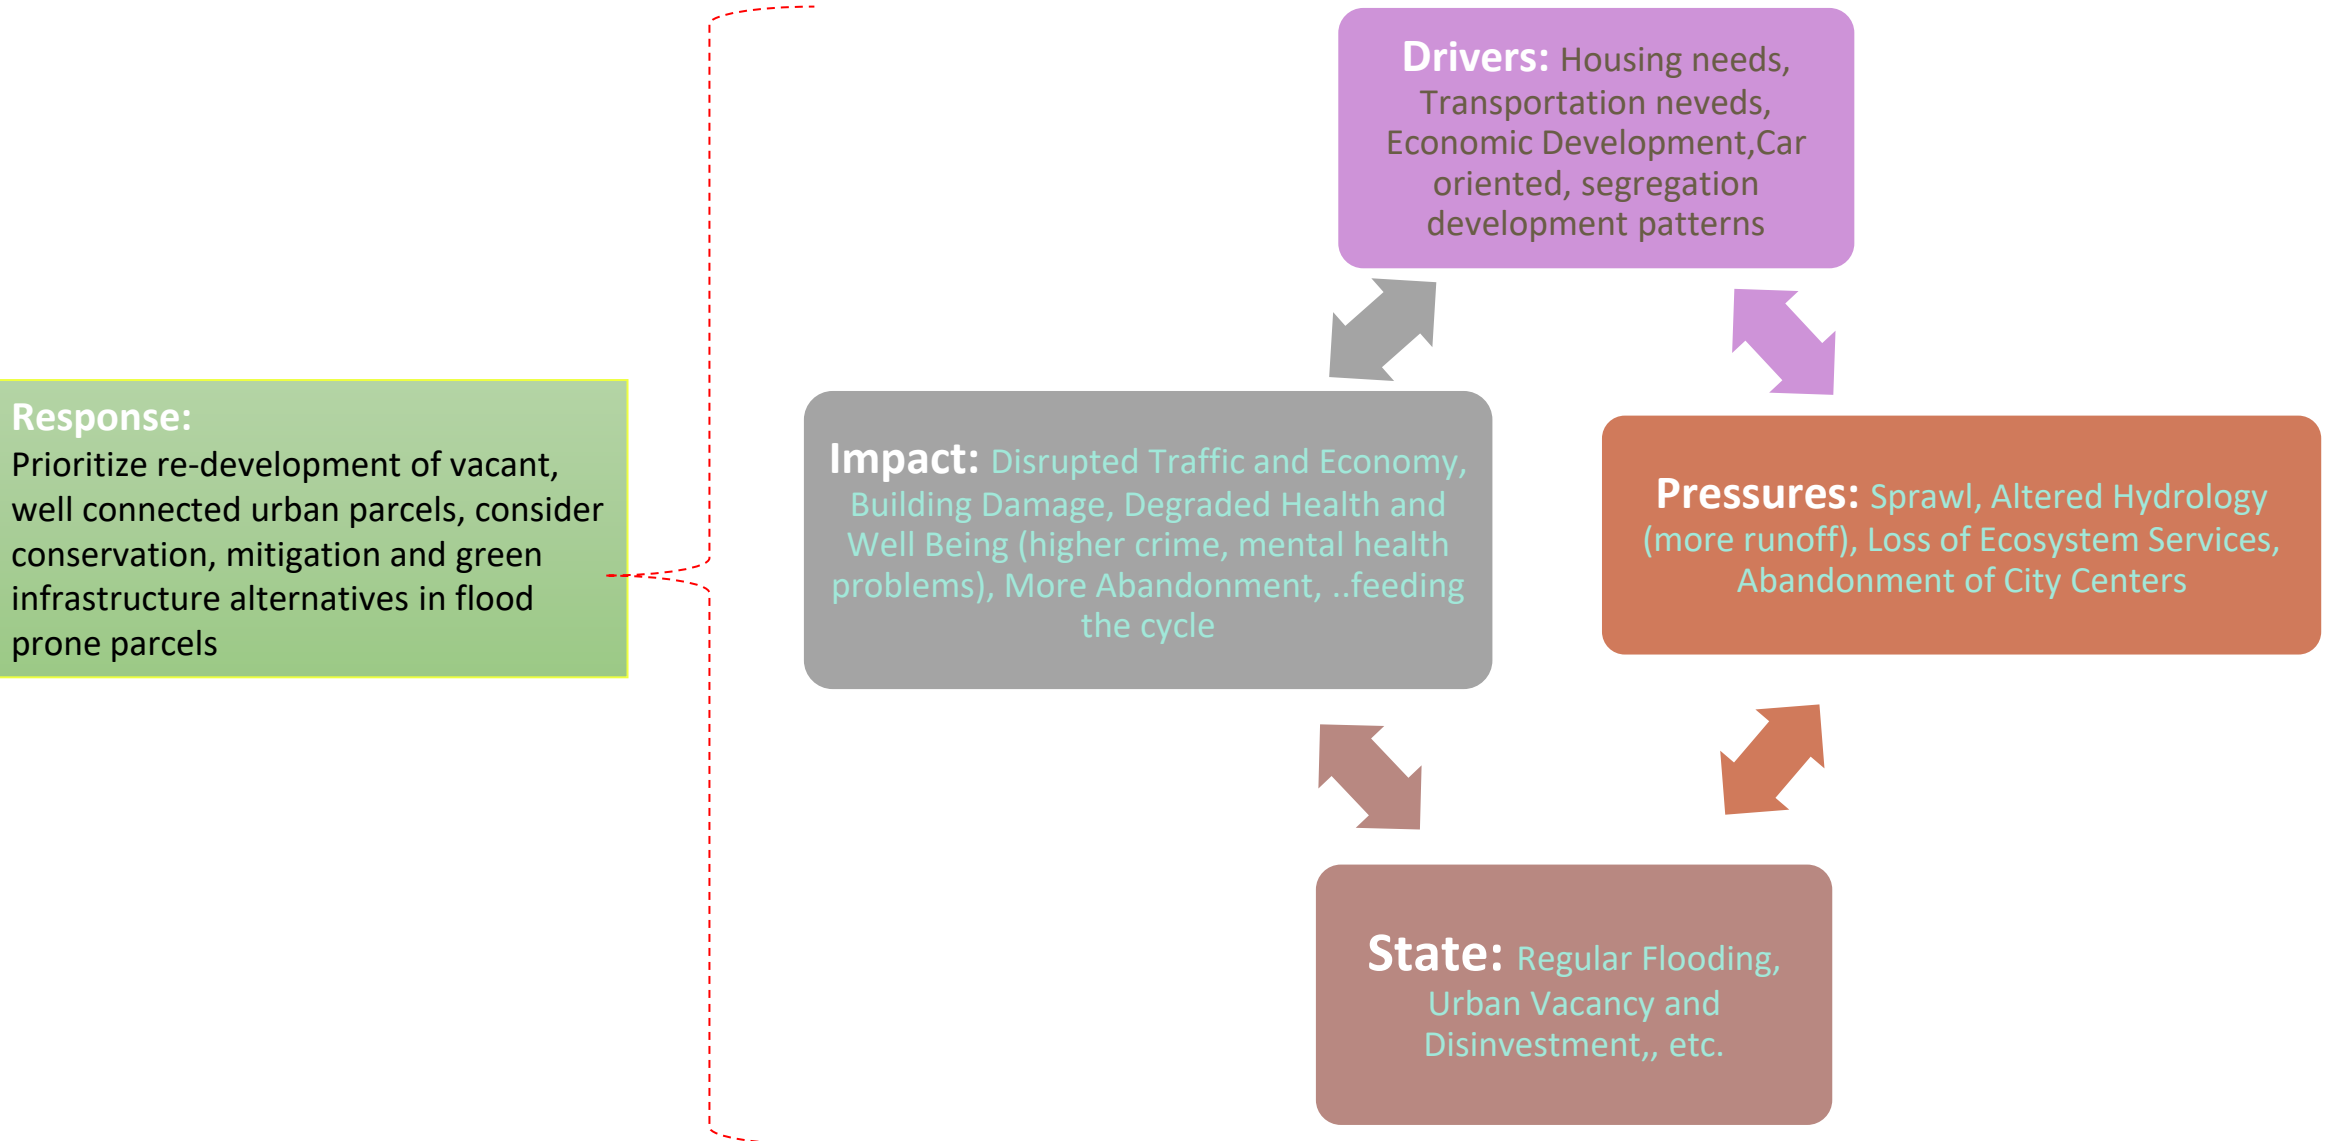 Drivers: Housing needs,
Transportation neveds,
Economic Development,Car
oriented, segregation
development patterns
Response:
Prioritize re-development of vacant,
well connected urban parcels, consider
conservation, mitigation and green
infrastructure alternatives in flood
prone parcels
Impact: Disrupted Traffic and Economy,
Building Damage, Degraded Health and
Well Being (higher crime, mental health
problems), More Abandonment, ..feeding
the cycle
Pressures: Sprawl, Altered Hydrology
(more runoff), Loss of Ecosystem Services,
Abandonment of City Centers
State: Regular Flooding,
Urban Vacancy and
Disinvestment,, etc.